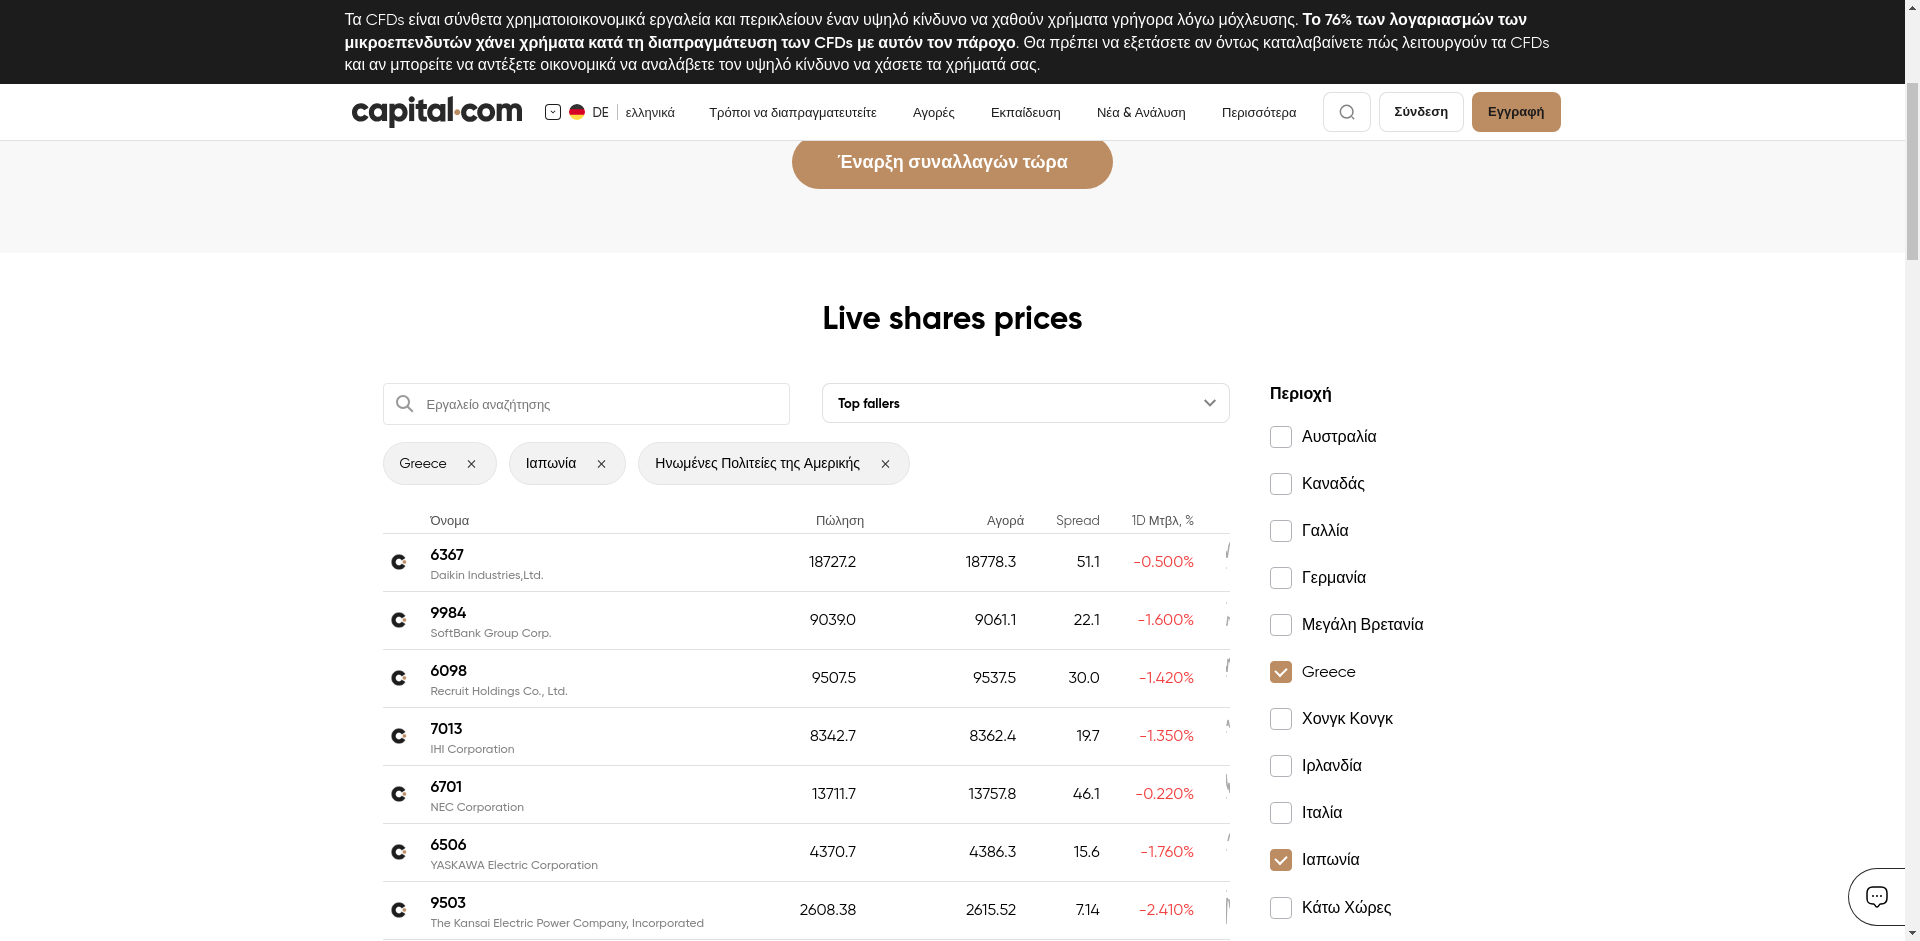 Τα CFDs είναι σύνθετα χρηματοιοικονομικά εργαλεία και περικλείουν έναν υψηλό κίνδυνο να χαθούν χρήματα γρήγορα λόγω μόχλευσης. Το 76% των λογαριασμών των
μικροεπενδυτών χάνει χρήματα κατά τη διαπραγμάτευση των CFDs με αυτόν τον πάροχο. Θα πρέπει να εξετάσετε αν όντως καταλαβαίνετε πώς λειτουργούν τα CFDs
και αν μπορείτε να αντέξετε οικονομικά να αναλάβετε τον υψηλό κίνδυνο να χάσετε τα χρήματά σας.
capital.com DE ελληνικά Τρόποι να διαπραγματευτείτε Αγορές Εκπαίδευση Νέα & Ανάλυση Περισσότερα Σύνδεση Εγγραφή
Έναρξη συναλλαγών τώρα
Live shares prices
Εργαλείο αναζήτησης
Top fallers
Greece
Ιαπωνία
Ηνωμένες Πολιτείες της Αμερικής
Όνομα Πώληση Αγορά Spread 1D Μτβλ, %
6367 18727.2 18778.3 51.1 -0.500%
Daikin Industries,Ltd.
9984 9039.0 9061.1 22.1 -1.600%
SoftBank Group Corp.
6098 9507.5 9537.5 30.0 -1.420%
Recruit Holdings Co., Ltd.
7013 8342.7 8362.4 19.7 -1.350%
IHI Corporation
6701 13711.7 13757.8 46.1 -0.220%
NEC Corporation
6506 4370.7 4386.3 15.6 -1.760%
YASKAWA Electric Corporation
9503 2608.38 2615.52 7.14 -2.410%
The Kansai Electric Power Company, Incorporated
Περιοχή
Αυστραλία
Καναδάς
Γαλλία
Γερμανία
Μεγάλη Βρετανία
Greece
Χονγκ Κονγκ
Ιρλανδία
Ιταλία
Ιαπωνία
Κάτω Χώρες